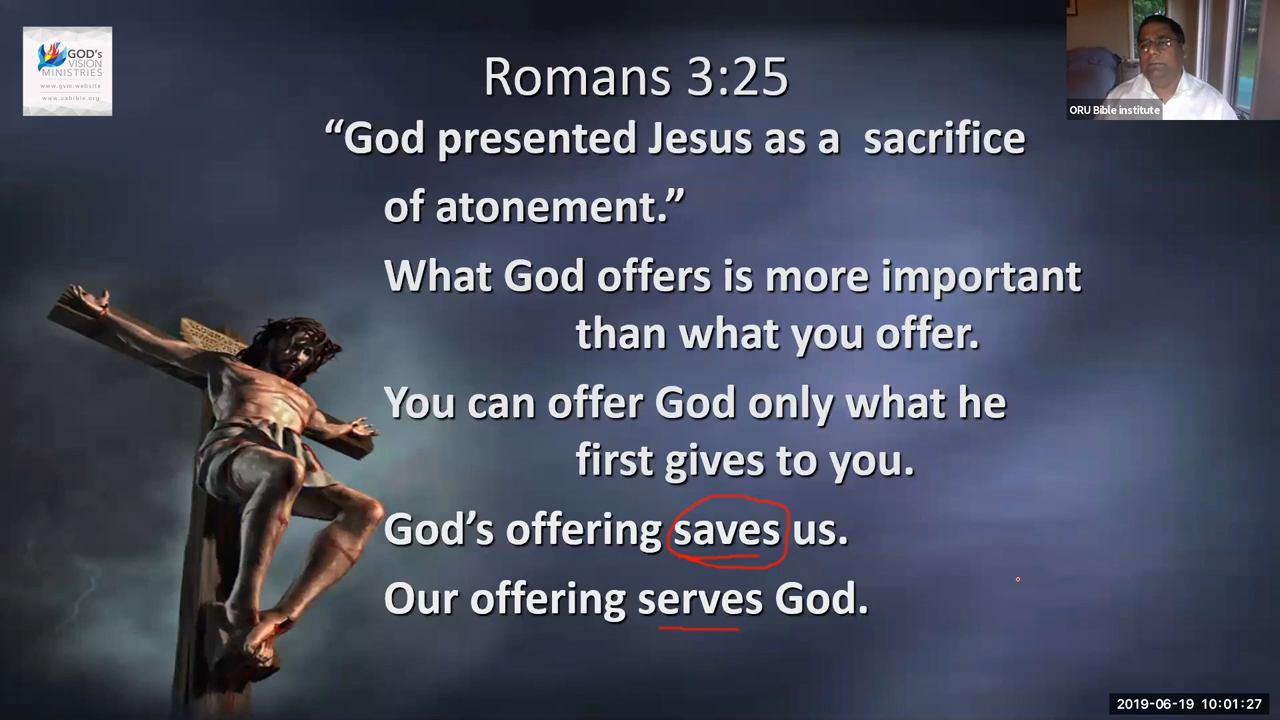 GOD's
VISION
MINISTRIES
www.gvm.website
www.uxbible.org
Romans 3:25
“God presented Jesus as a sacrifice
of atonement.”
What God offers is more important
than what you offer.
You can offer God only what he
first gives to you.
God’s offering saves us.
Our offering serves God.
ORU Bible institute
2019-06-19 10:01:27